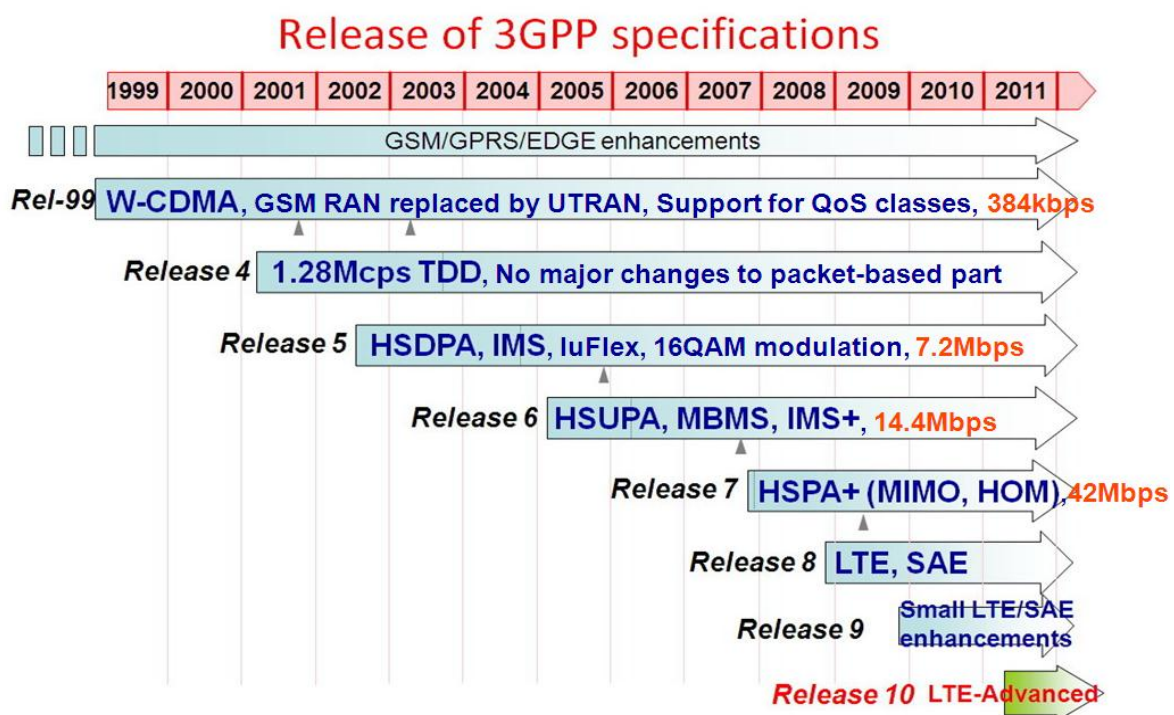 Release of 3GPP specifications
1999 2000 2001 2002 2003 2004 2005 2006 2007 2008 2009 2010 2011
GSM/GPRS/EDGE enhancements
Rel-99 W-CDMA, GSM RAN replaced by UTRAN, Support for QoS classes, 384kbps
Release 4 1.28Mcps TDD, No major changes to packet-based part
Release 5 HSDPA, IMS, IuFlex, 16QAM modulation, 7.2Mbps
Release 6 HSUPA, MBMS, IMS+, 14.4Mbps
Release 7 HSPA+ (MIMO, HOM), 42Mbps
Release 8 LTE, SAE
Release 9 Small LTE/SAE
enhancements
Release 10 LTE-Advanced